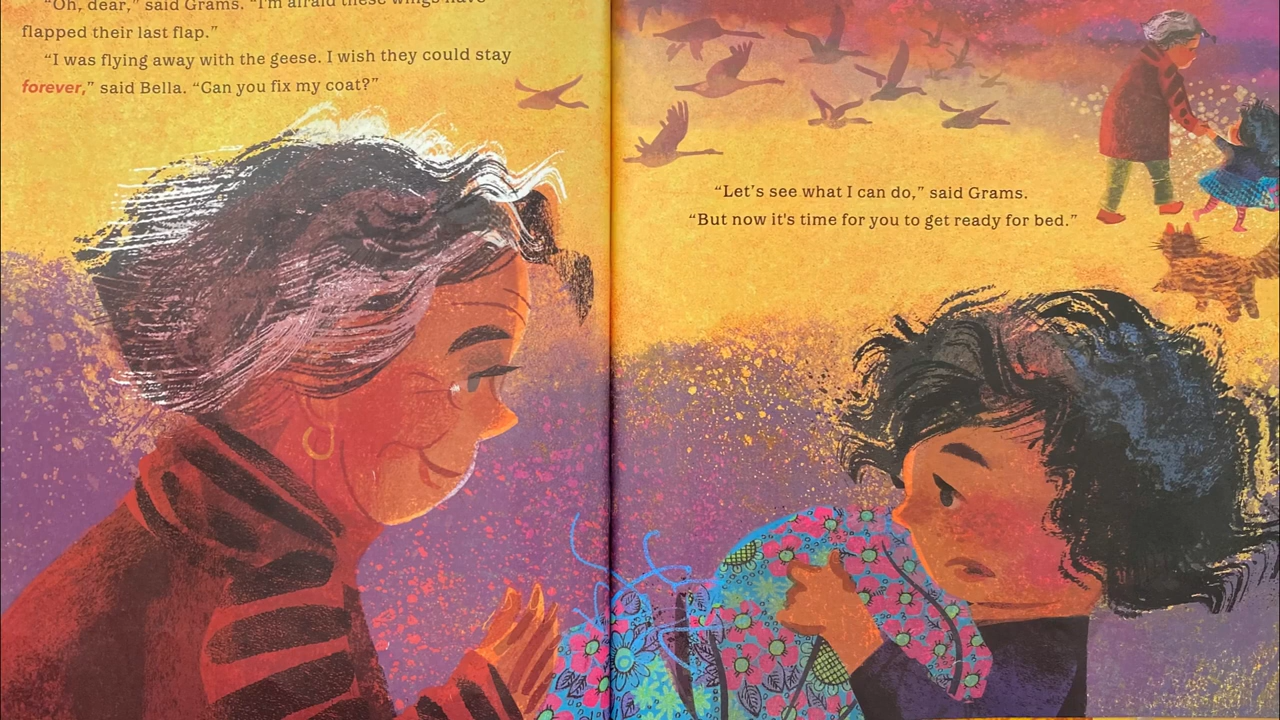 “Oh, dear,” said Grams. “I'm afraid these wings have
flapped their last flap.”
“I was flying away with the geese. I wish they could stay
forever,” said Bella. “Can you fix my coat?”
“Let’s see what I can do,” said Grams.
“But now it's time for you to get ready for bed.”